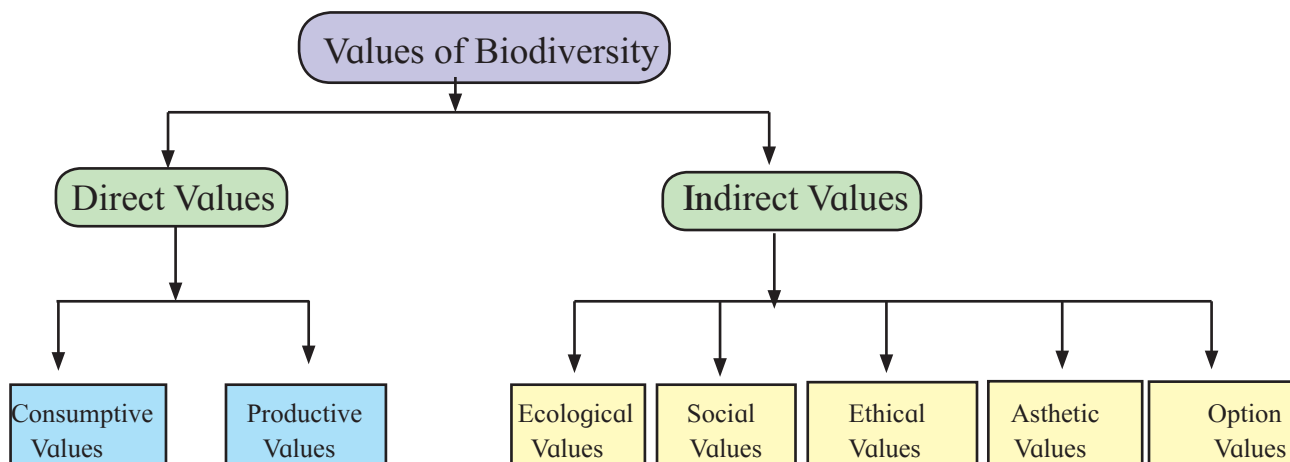 Values of Biodiversity
Direct Values
Indirect Values
Consumptive
Values
Productive
Values
Ecological
Values
Social
Values
Ethical
Values
Asthetic
Values
Option
Values